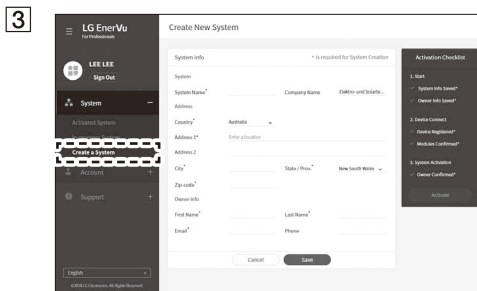 3
LG EnerVu
For Professionals
LEE LEE
Sign Out
System
Activated System
Create a System
Account
Support
English
Create New System
System info
* is required for System Creation
System
System Name*
Company Name
Elektro- und Solarte...
Address
Country*
Australia
Address 1*
Enter a location
Address 2
City*
State / Prov.*
New South Wales
Zip code*
Owner info
First Name*
Last Name*
Email*
Phone
Cancel
Save
Activation Checklist
1. Start
System Info Saved*
Owner Info Saved*
2. Device Connect
Device Registered*
Modules Confirmed*
3. System Activation
Owner Confirmed*
Activate